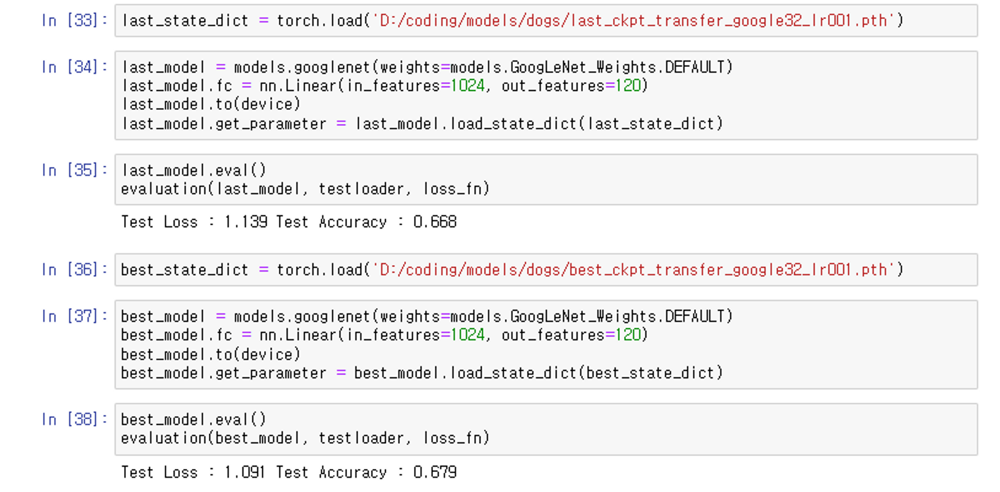 In [33]: last_state_dict = torch.load('D:/coding/models/dogs/last_ckpt_transfer_google32_lr001.pth')
In [34]: last_model = models.googlenet(weights=models.GoogLeNet_Weights.DEFAULT)
last_model.fc = nn.Linear(in_features=1024, out_features=120)
last_model.to(device)
last_model.get_parameter = last_model.load_state_dict(last_state_dict)
In [35]: last_model.eval()
evaluation(last_model, testloader, loss_fn)
Test Loss : 1.139 Test Accuracy : 0.668
In [36]: best_state_dict = torch.load('D:/coding/models/dogs/best_ckpt_transfer_google32_lr001.pth')
In [37]: best_model = models.googlenet(weights=models.GoogLeNet_Weights.DEFAULT)
best_model.fc = nn.Linear(in_features=1024, out_features=120)
best_model.to(device)
best_model.get_parameter = best_model.load_state_dict(best_state_dict)
In [38]: best_model.eval()
evaluation(best_model, testloader, loss_fn)
Test Loss : 1.091 Test Accuracy : 0.679